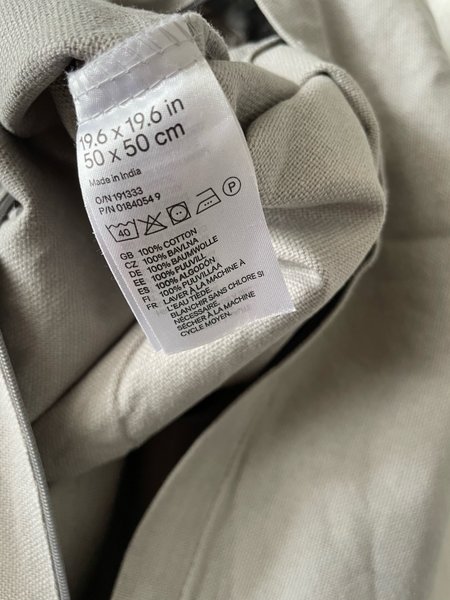 19.6 x 19.6 in
50 x 50 cm
Made in India
O/N 191333
P/N 0184054 9
40 P
GB 100% COTTON
CZ 100% BAVLNA
DE 100% BAUMWOLLE
EE 100% PUUVILL
ES 100% ALGODÓN
FI 100% PUUVILLAA
FR LAVER À LA MACHINE À
L'EAU TIÈDE.
BLANCHIR SANS CHLORE SI
NÉCESSAIRE.
SÉCHER À LA MACHINE
CYCLE MOYEN.